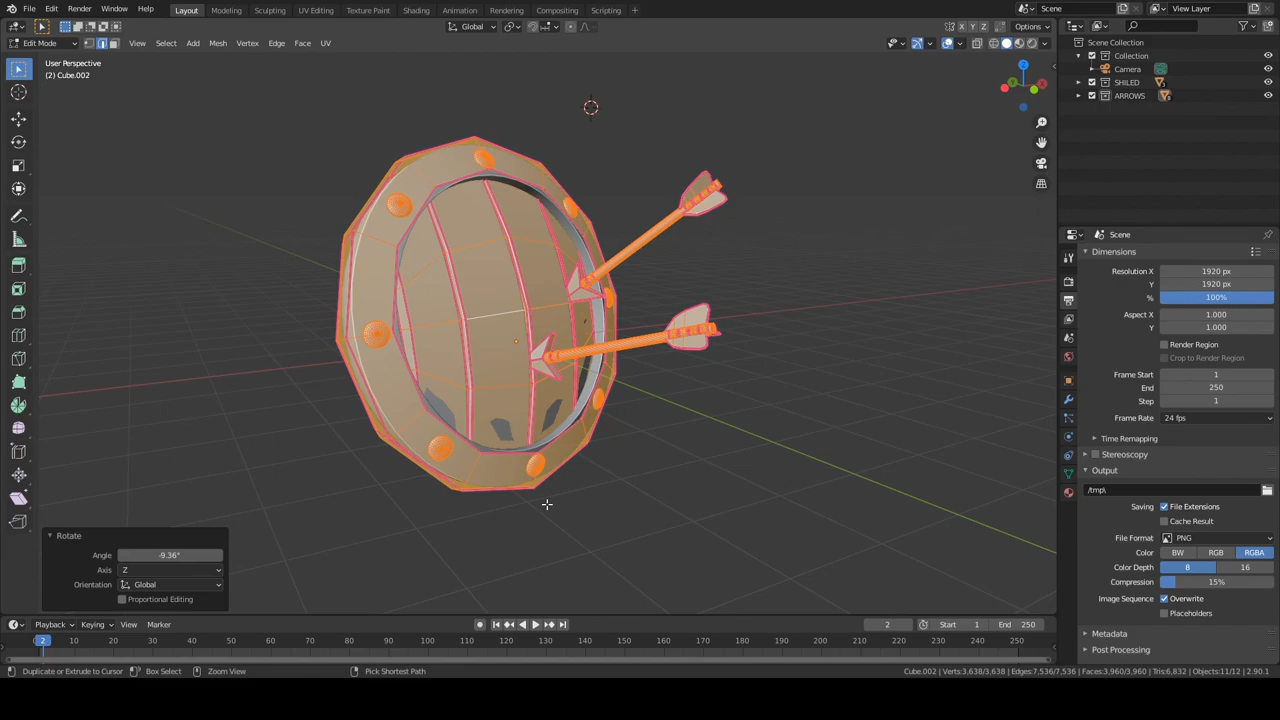 File Edit Render Window Help Layout Modeling Sculpting UV Editing Texture Paint Shading Animation Rendering Compositing Scripting + Scene View Layer
Global Options
Edit Mode View Select Add Mesh Vertex Edge Face UV
User Perspective
(2) Cube.002
Z
Y
X
Scene Collection
Collection
Camera
SHILED
ARROWS
Scene
Dimensions
Resolution X 1920 px
Y 1920 px
% 100%
Aspect X 1.000
Y 1.000
Render Region
Crop to Render Region
Frame Start 1
End 250
Step 1
Frame Rate 24 fps
Time Remapping
Stereoscopy
Output
/tmp\
Saving File Extensions
Cache Result
File Format PNG
Color BW RGB RGBA
Color Depth 8 16
Compression 15%
Image Sequence Overwrite
Placeholders
Metadata
Post Processing
Rotate
Angle -9.36°
Axis Z
Orientation Global
Proportional Editing
Playback Keying View Marker 2 Start 1 End 250
2 10 20 30 40 50 60 70 80 90 100 110 120 130 140 150 160 170 180 190 200 210 220 230 240 250
Duplicate or Extrude to Cursor Box Select Zoom View Pick Shortest Path Cube.002 | Verts:3,638/3,638 | Edges:7,536/7,536 | Faces:3,960/3,960 | Tris:6,832 | Objects:11/12 | 2.90.1